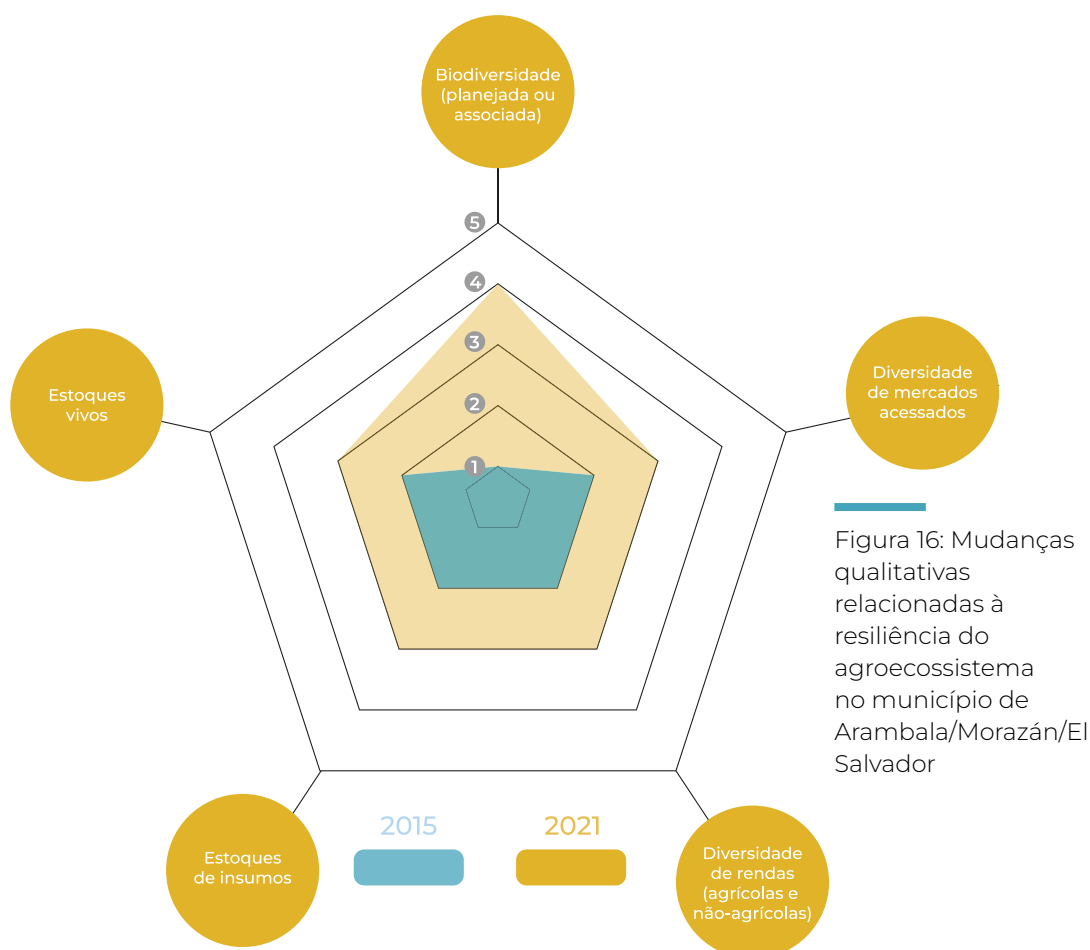 Biodiversidade
(planejada ou
associada)
5
4
3
2
1
Estoques
vivos
Diversidade
de mercados
acessados
Figura 16: Mudanças
qualitativas
relacionadas à
resiliência do
agroecossistema
no município de
Arambala/Morazán/El
Salvador
Estoques
de insumos
2015
2021
Diversidade
de rendas
(agrícolas e
não-agrícolas)